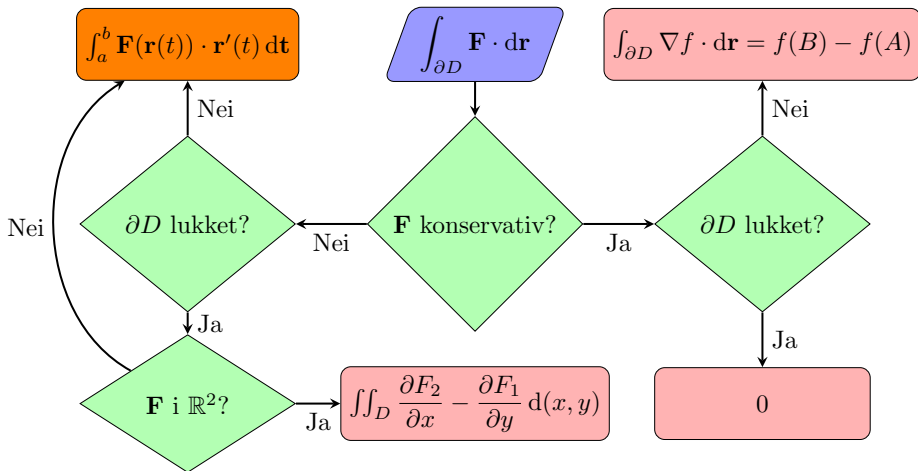 ∫_a^b F(r(t)) · r′(t) dt
∫_{∂D} F · dr
∫_{∂D} ∇f · dr = f(B) − f(A)
Nei
Nei
∂D lukket?
Nei
F konservativ?
Ja
∂D lukket?
Nei
Ja
Ja
F i ℝ²?
Ja
∬_D ∂F₂/∂x − ∂F₁/∂y d(x, y)
0